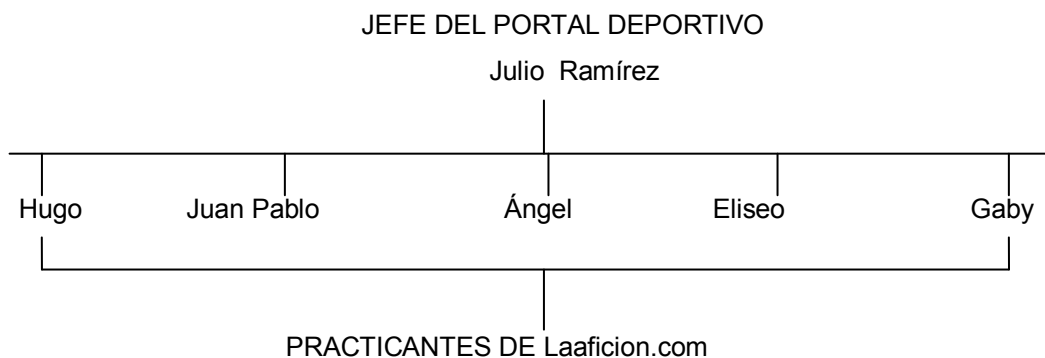 JEFE DEL PORTAL DEPORTIVO
Julio Ramírez
Hugo Juan Pablo Ángel Eliseo Gaby
PRACTICANTES DE Laaficion.com